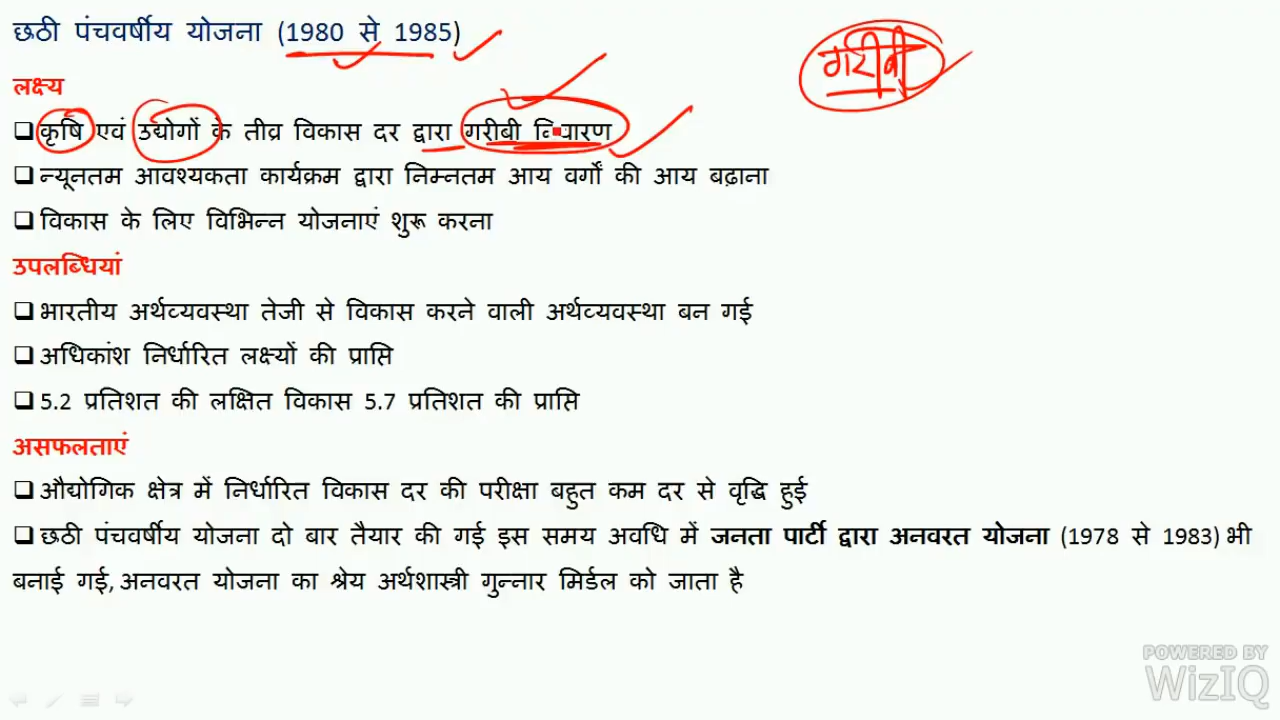 छठी पंचवर्षीय योजना (1980 से 1985)
गरीबी
लक्ष्य
❑ कृषि एवं उद्योगों के तीव्र विकास दर द्वारा गरीबी निवारण
❑ न्यूनतम आवश्यकता कार्यक्रम द्वारा निम्नतम आय वर्गों की आय बढ़ाना
❑ विकास के लिए विभिन्न योजनाएं शुरू करना
उपलब्धियां
❑ भारतीय अर्थव्यवस्था तेजी से विकास करने वाली अर्थव्यवस्था बन गई
❑ अधिकांश निर्धारित लक्ष्यों की प्राप्ति
❑ 5.2 प्रतिशत की लक्षित विकास 5.7 प्रतिशत की प्राप्ति
असफलताएं
❑ औद्योगिक क्षेत्र में निर्धारित विकास दर की परीक्षा बहुत कम दर से वृद्धि हुई
❑ छठी पंचवर्षीय योजना दो बार तैयार की गई इस समय अवधि में जनता पार्टी द्वारा अनवरत योजना (1978 से 1983) भी
बनाई गई, अनवरत योजना का श्रेय अर्थशास्त्री गुन्नार मिर्डल को जाता है
POWERED BY
WizIQ